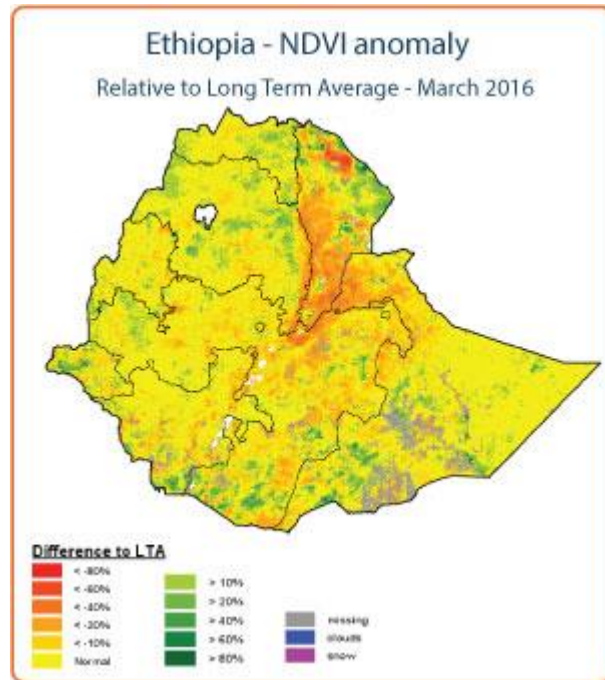 Ethiopia - NDVI anomaly
Relative to Long Term Average - March 2016
Difference to LTA
< -80%
< -60%
< -40%
< -20%
< -10%
Normal
> 10%
> 20%
> 40%
> 60%
> 80%
missing
clouds
snow